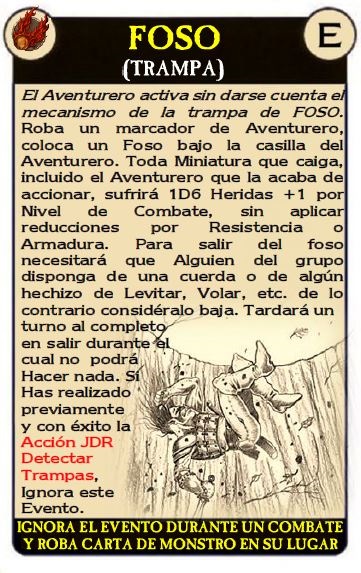 FOSO
E
(TRAMPA)
El Aventurero activa sin darse cuenta el
mecanismo de la trampa de FOSO.
Roba un marcador de Aventurero,
coloca un Foso bajo la casilla del
Aventurero. Toda Miniatura que caiga,
incluido el Aventurero que la acaba de
accionar, sufrirá 1D6 Heridas +1 por
Nivel de Combate, sin aplicar
reducciones por Resistencia o
Armadura. Para salir del foso
necesitará que Alguien del grupo
disponga de una cuerda o de algún
hechizo de Levitar, Volar, etc. de lo
contrario considéralo baja. Tardará un
turno al completo
en salir durante el
cual no podrá
Hacer nada. Sí
Has realizado
previamente
y con éxito la
Acción JDR
Detectar
Trampas,
Ignora este
Evento.
IGNORA EL EVENTO DURANTE UN COMBATE
Y ROBA CARTA DE MONSTRO EN SU LUGAR